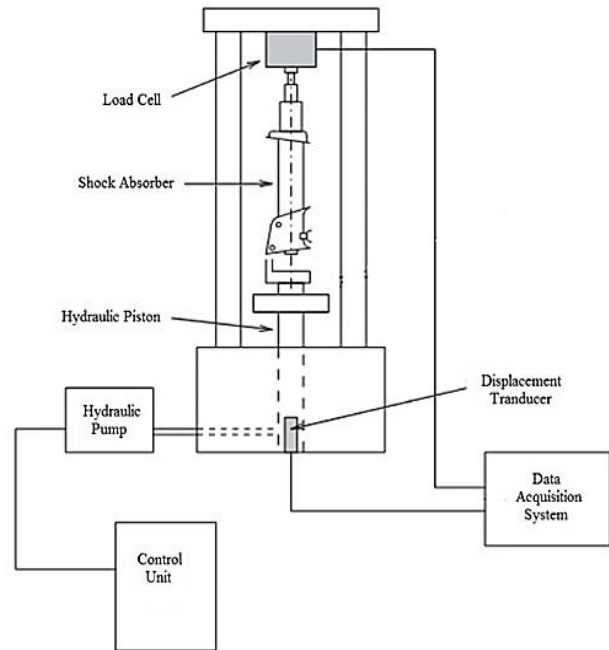 Load Cell
Shock Absorber
Hydraulic Piston
Displacement
Tranducer
Hydraulic
Pump
Data
Acquisition
System
Control
Unit